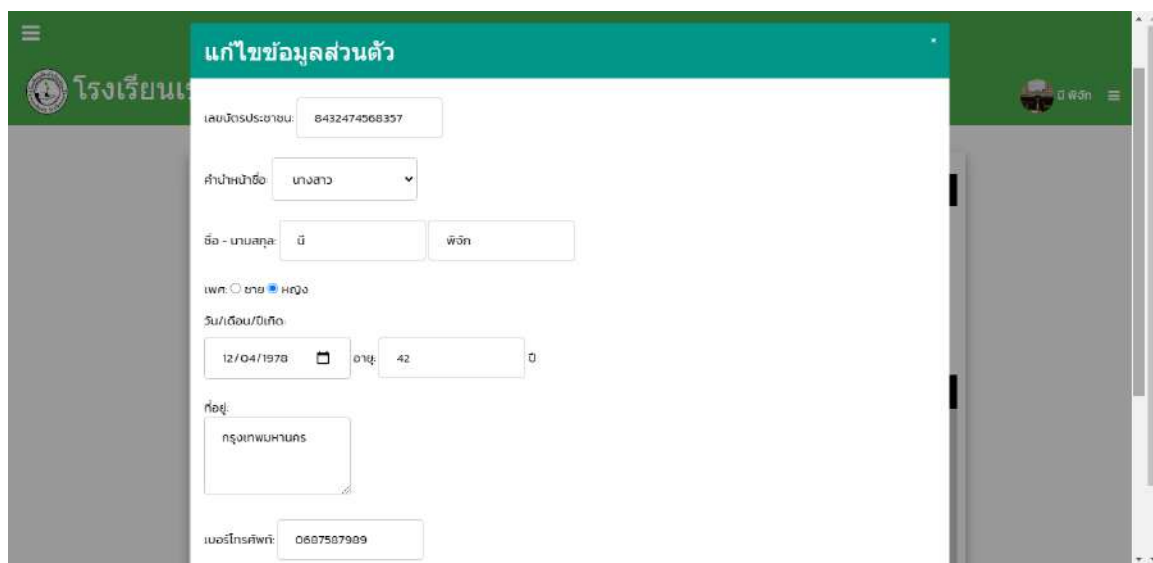 แก้ไขข้อมูลส่วนตัว
โรงเรียน
นี พิจัก
เลขบัตรประชาชน: 8432474568357
คำนำหน้าชื่อ: นางสาว
ชื่อ - นามสกุล: นี พิจัก
เพศ: ชาย หญิง
วัน/เดือน/ปีเกิด:
12/04/1978 อายุ: 42 ปี
ที่อยู่:
กรุงเทพมหานคร
เบอร์โทรศัพท์: 0687587989